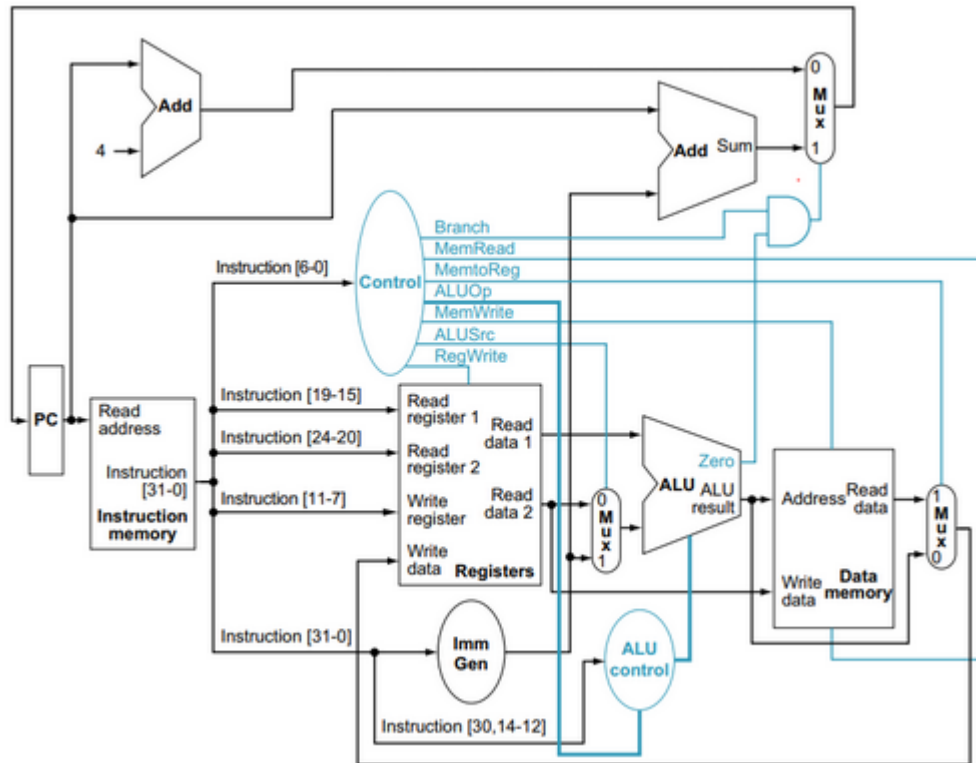 Add
4
Add
Sum
0
Mux
1
Branch
MemRead
MemtoReg
ALUOp
MemWrite
ALUSrc
RegWrite
Control
Instruction [6-0]
PC
Read
address
Instruction
[31-0]
Instruction
memory
Instruction [19-15]
Instruction [24-20]
Instruction [11-7]
Instruction [31-0]
Read
register 1
Read
register 2
Write
register
Write
data
Read
data 1
Read
data 2
Registers
0
Mux
1
Zero
ALU
ALU
result
Address
Read
data
Write
data
Data
memory
1
Mux
0
Imm
Gen
ALU
control
Instruction [30,14-12]